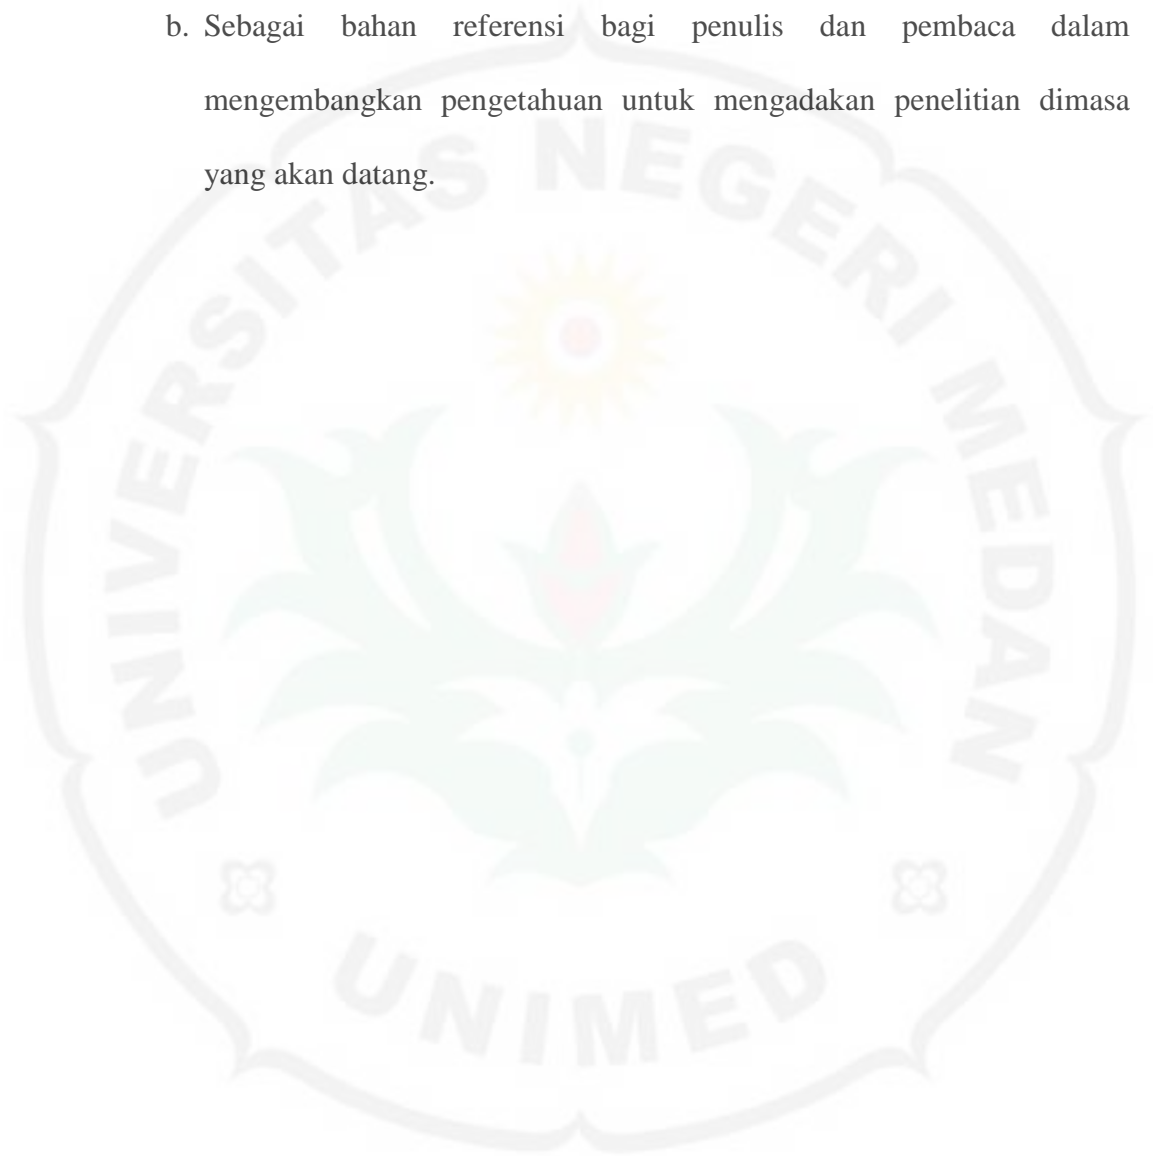 b. Sebagai bahan referensi bagi penulis dan pembaca dalam
mengembangkan pengetahuan untuk mengadakan penelitian dimasa
yang akan datang.
UNIVERSITAS NEGERI MEDAN
UNIMED